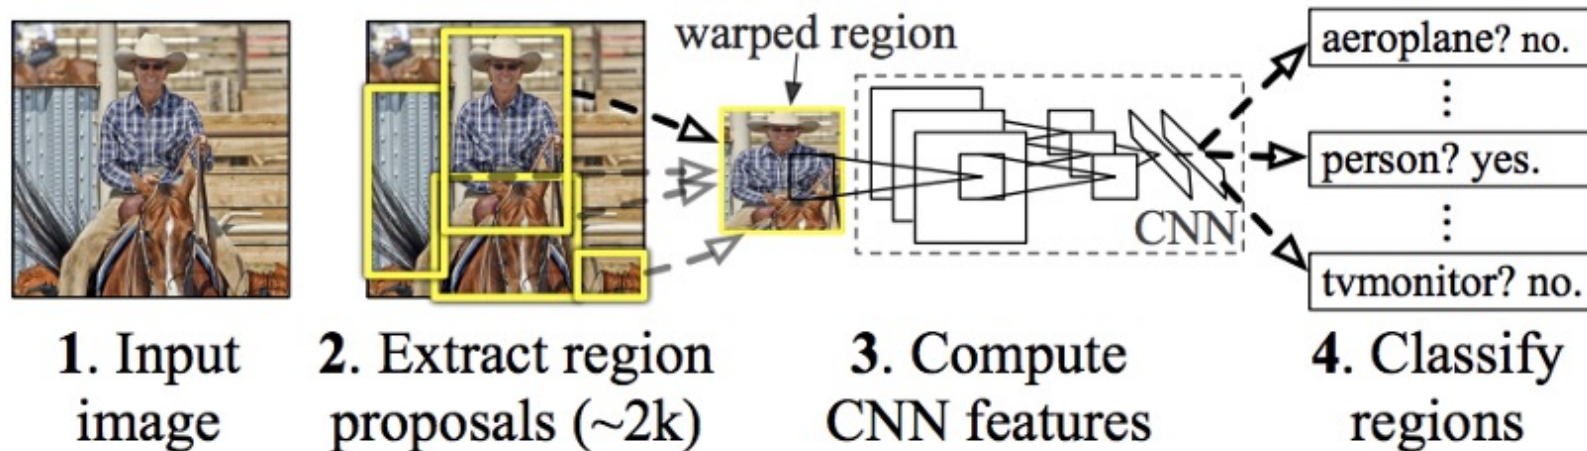 warped region
aeroplane? no.
person? yes.
CNN
tvmonitor? no.
1. Input
image
2. Extract region
proposals (~2k)
3. Compute
CNN features
4. Classify
regions